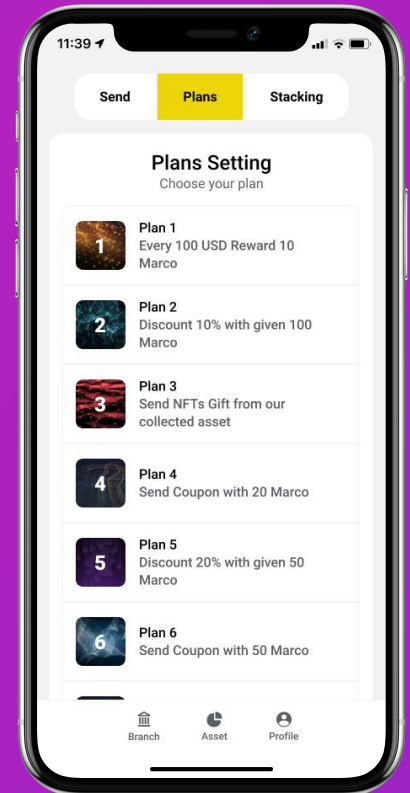 11:39
Send Plans Stacking
Plans Setting
Choose your plan
1
Plan 1
Every 100 USD Reward 10
Marco
2
Plan 2
Discount 10% with given 100
Marco
3
Plan 3
Send NFTs Gift from our
collected asset
4
Plan 4
Send Coupon with 20 Marco
5
Plan 5
Discount 20% with given 50
Marco
6
Plan 6
Send Coupon with 50 Marco
Branch Asset Profile